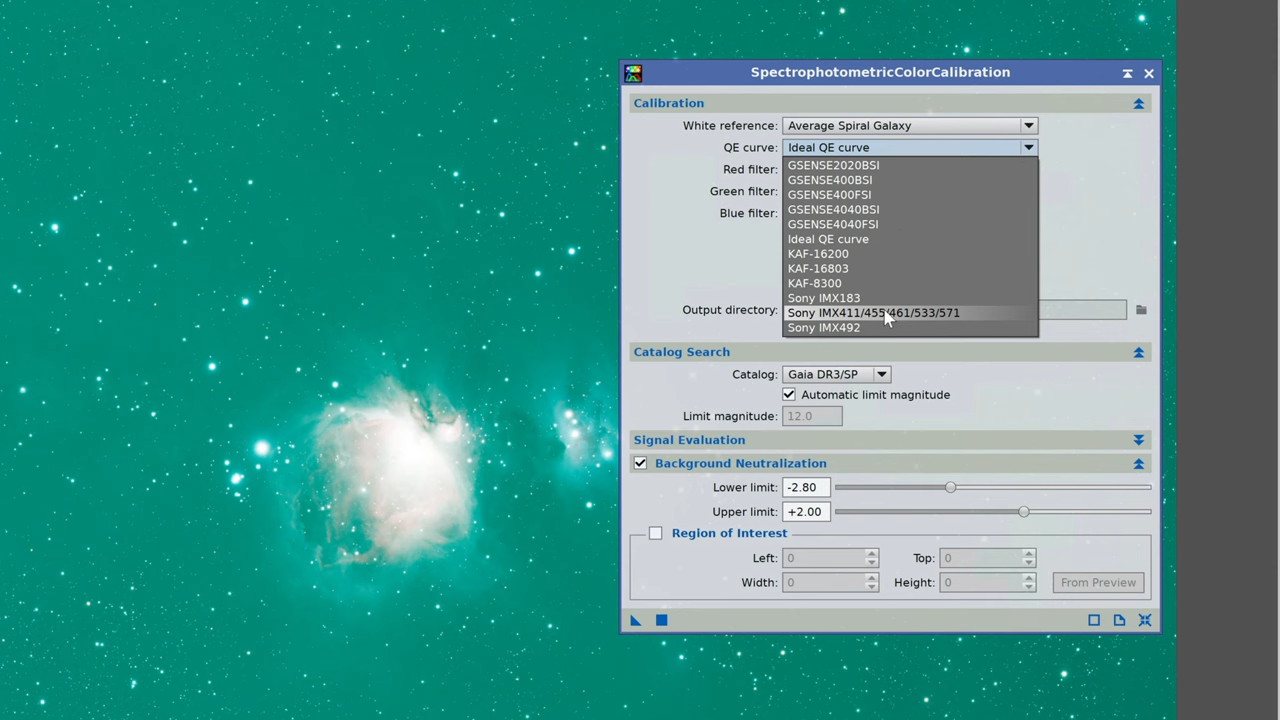 SpectrophotometricColorCalibration
Calibration
White reference: Average Spiral Galaxy
QE curve: Ideal QE curve
GSENSE2020BSI
Red filter:
GSENSE400BSI
Green filter:
GSENSE400FSI
Blue filter:
GSENSE4040BSI
GSENSE4040FSI
Ideal QE curve
KAF-16200
KAF-16803
KAF-8300
Sony IMX183
Output directory:
Sony IMX411/455/461/533/571
Sony IMX492
Catalog Search
Catalog: Gaia DR3/SP
Automatic limit magnitude
Limit magnitude: 12.0
Signal Evaluation
Background Neutralization
Lower limit: -2.80
Upper limit: +2.00
Region of Interest
Left: 0 Top: 0
Width: 0 Height: 0 From Preview